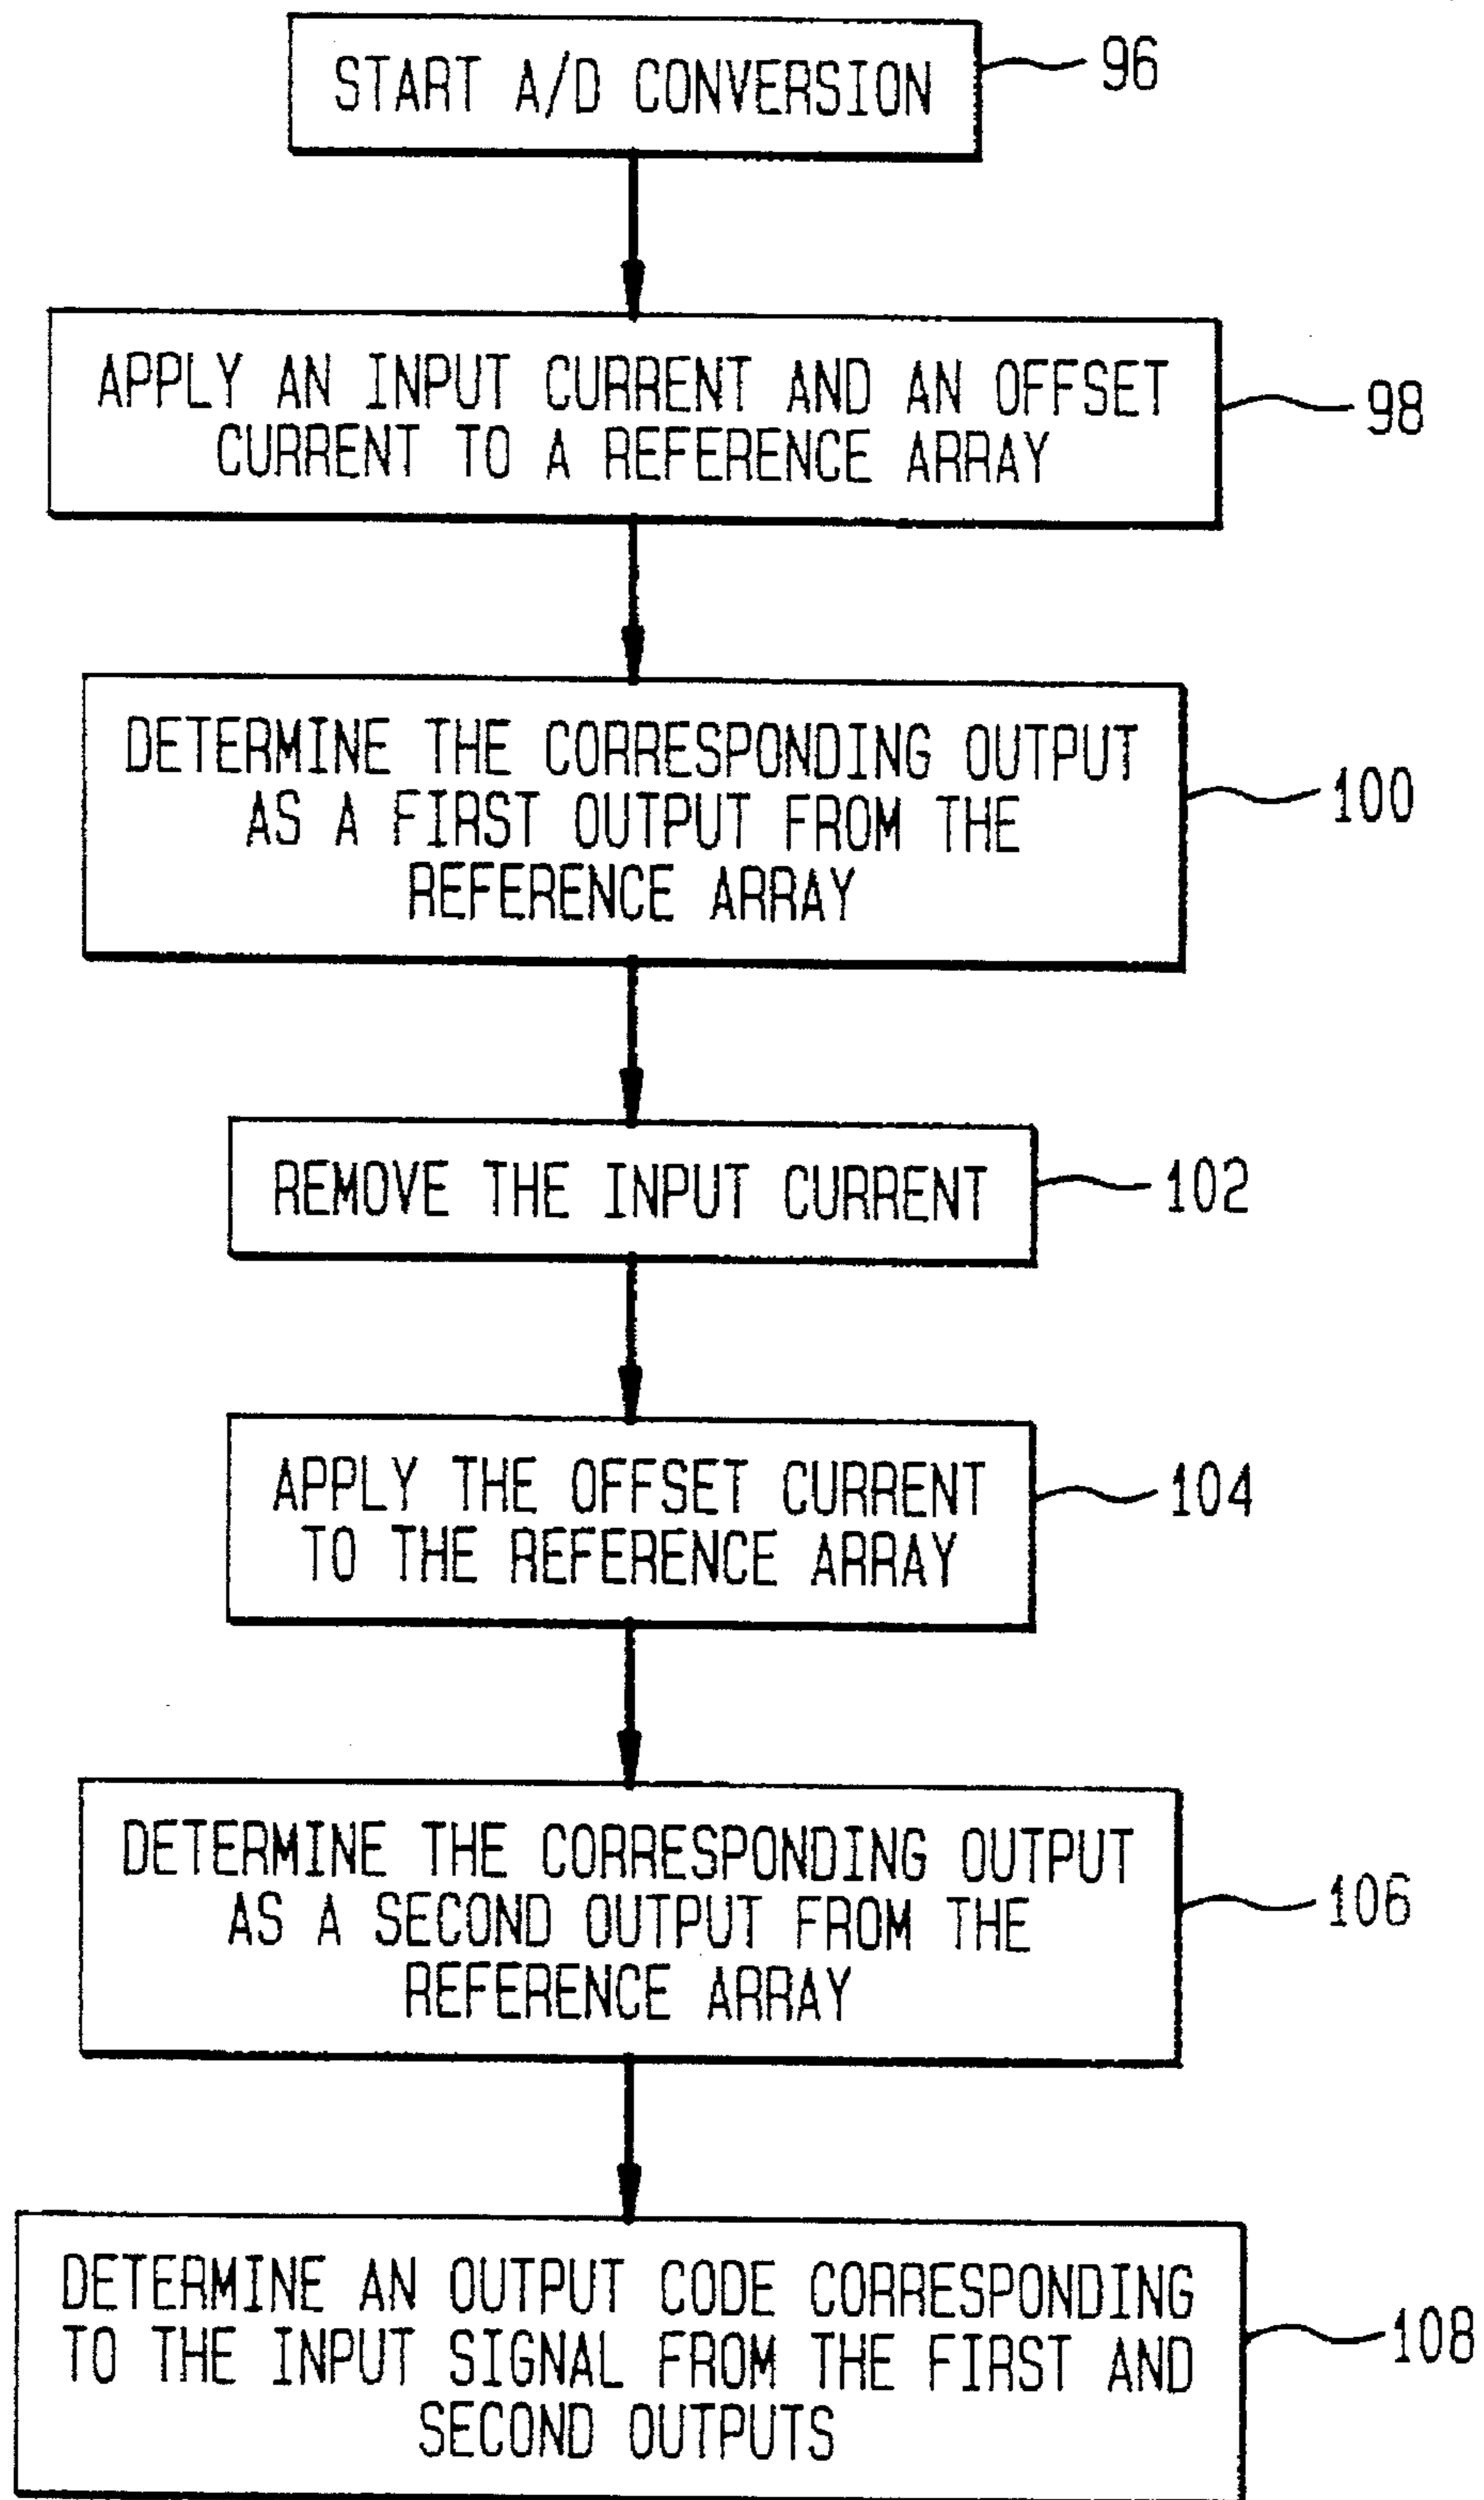 START A/D CONVERSION
96
APPLY AN INPUT CURRENT AND AN OFFSET
CURRENT TO A REFERENCE ARRAY
98
DETERMINE THE CORRESPONDING OUTPUT
AS A FIRST OUTPUT FROM THE
REFERENCE ARRAY
100
REMOVE THE INPUT CURRENT
102
APPLY THE OFFSET CURRENT
TO THE REFERENCE ARRAY
104
DETERMINE THE CORRESPONDING OUTPUT
AS A SECOND OUTPUT FROM THE
REFERENCE ARRAY
106
DETERMINE AN OUTPUT CODE CORRESPONDING
TO THE INPUT SIGNAL FROM THE FIRST AND
SECOND OUTPUTS
108